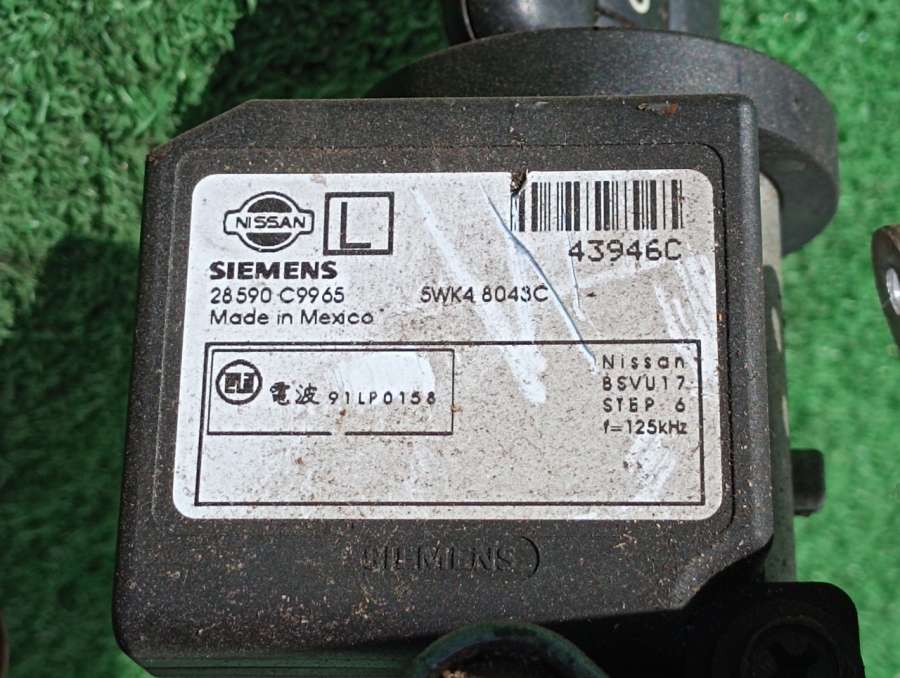 NISSAN
L
43946C
SIEMENS
28590 C9965
5WK4 8043C
Made in Mexico
電波 91LP0158
Nissan
BSVU17
STEP 6
f=125kHz
SIEMENS